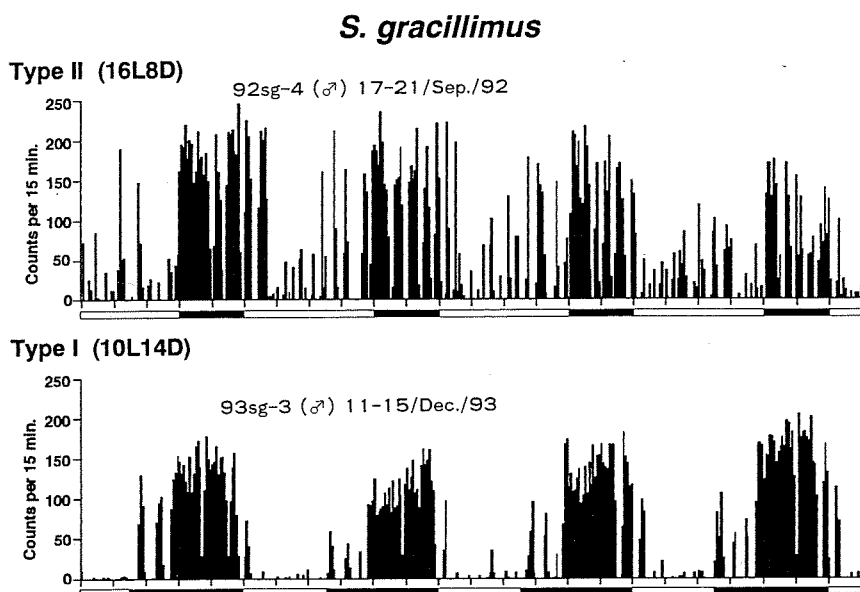 S. gracillimus
Type II (16L8D)
92sg-4 (♂) 17-21/Sep./92
Counts per 15 min.
250
200
150
100
50
0
Type I (10L14D)
93sg-3 (♂) 11-15/Dec./93
Counts per 15 min.
250
200
150
100
50
0